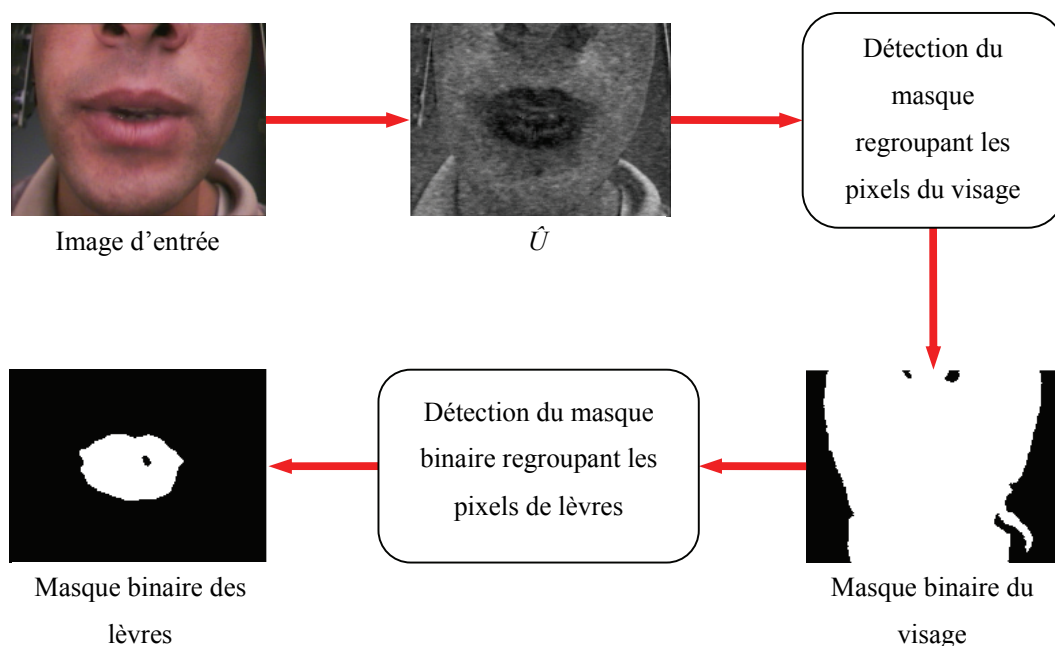 Image d'entrée
Û
Détection du
masque
regroupant les
pixels du visage
Détection du masque
binaire regroupant les
pixels de lèvres
Masque binaire des
lèvres
Masque binaire du
visage